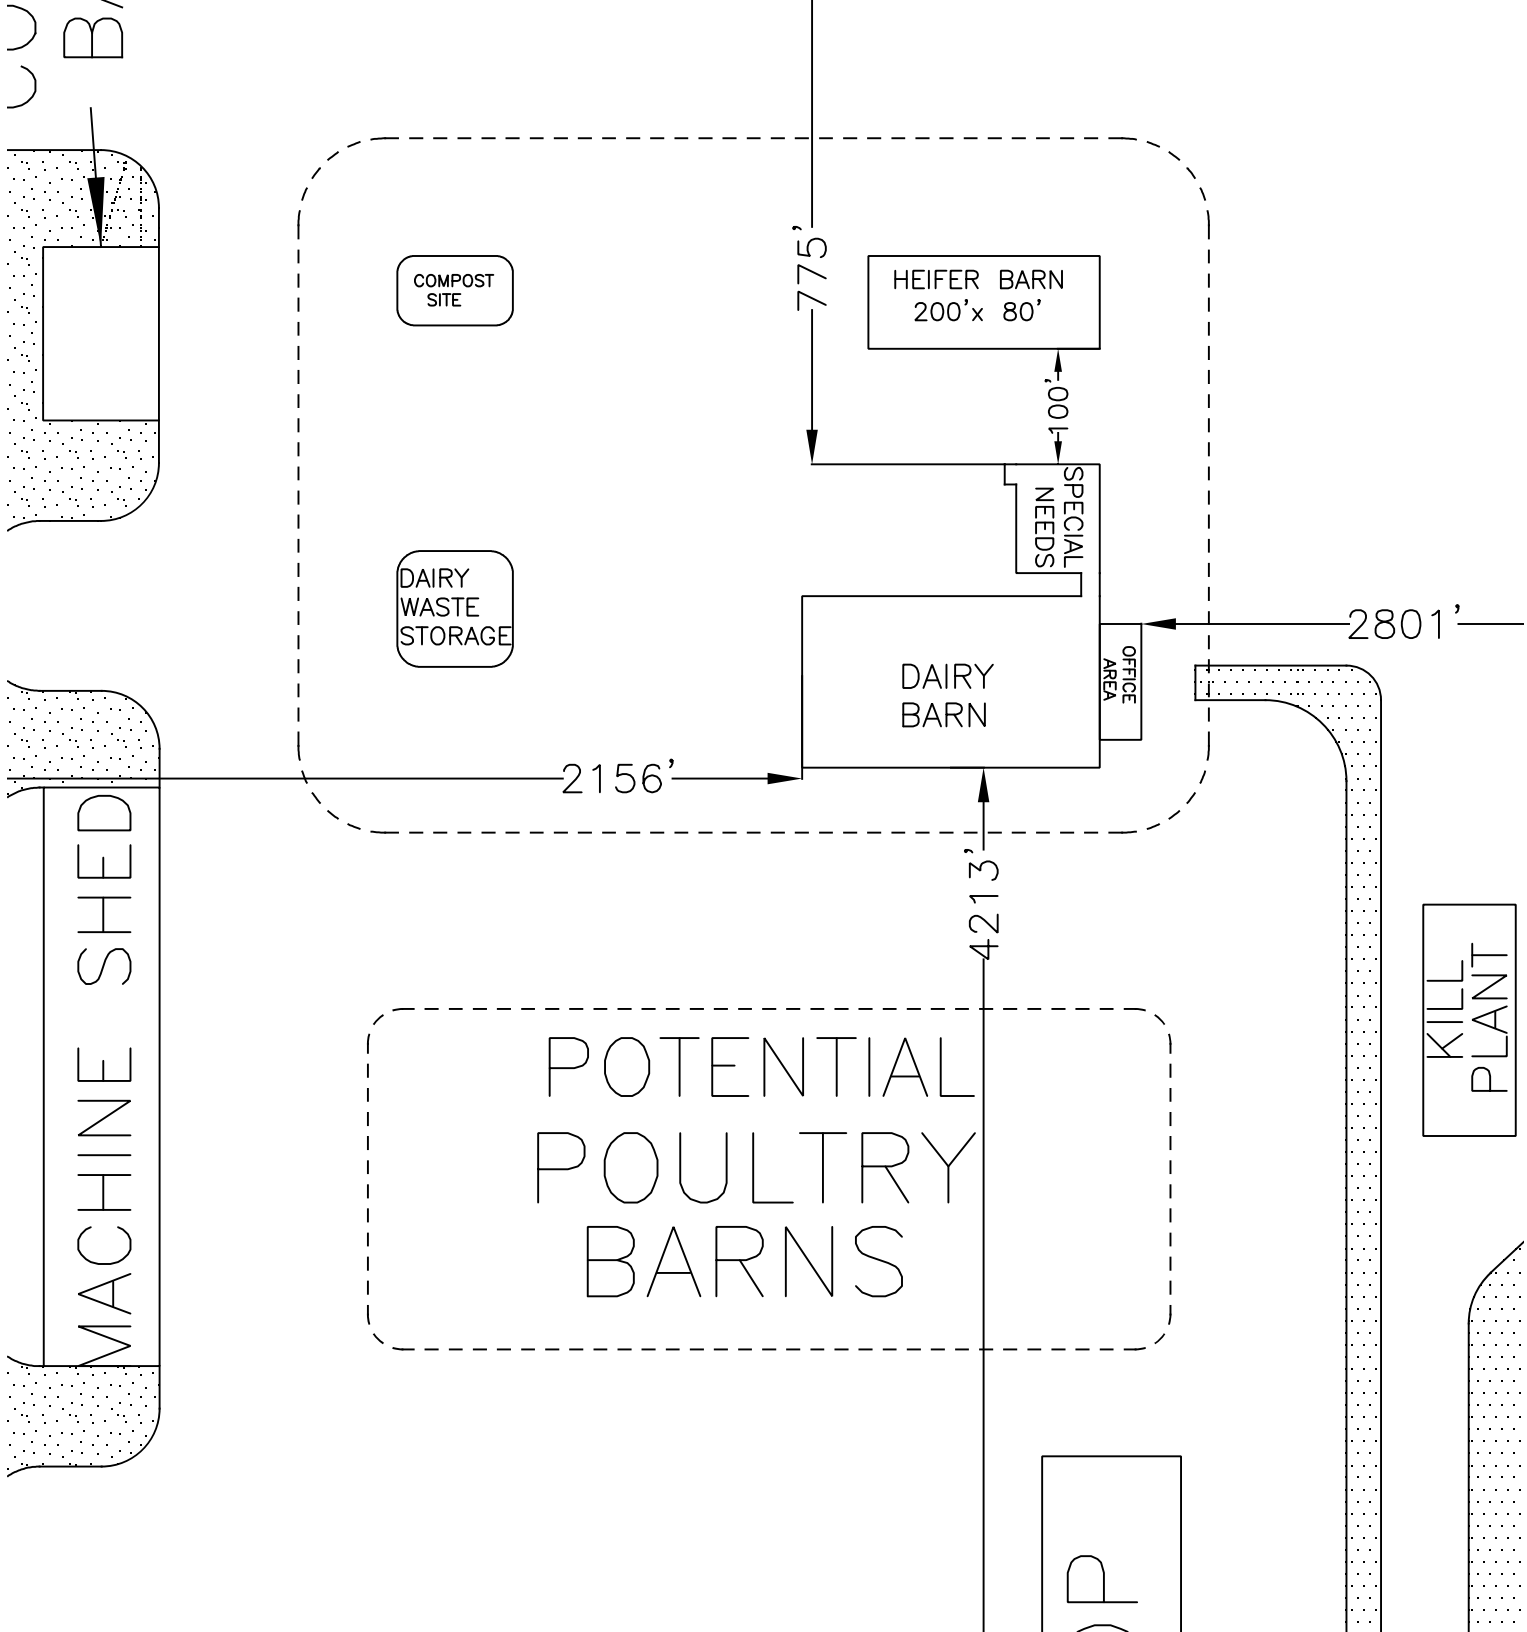 775'
COMPOST
SITE
HEIFER BARN
200'x 80'
100'
SPECIAL
NEEDS
DAIRY
WASTE
STORAGE
2801'
OFFICE
AREA
DAIRY
BARN
2156'
MACHINE SHED
4213'
KILL
PLANT
POTENTIAL
POULTRY
BARNS